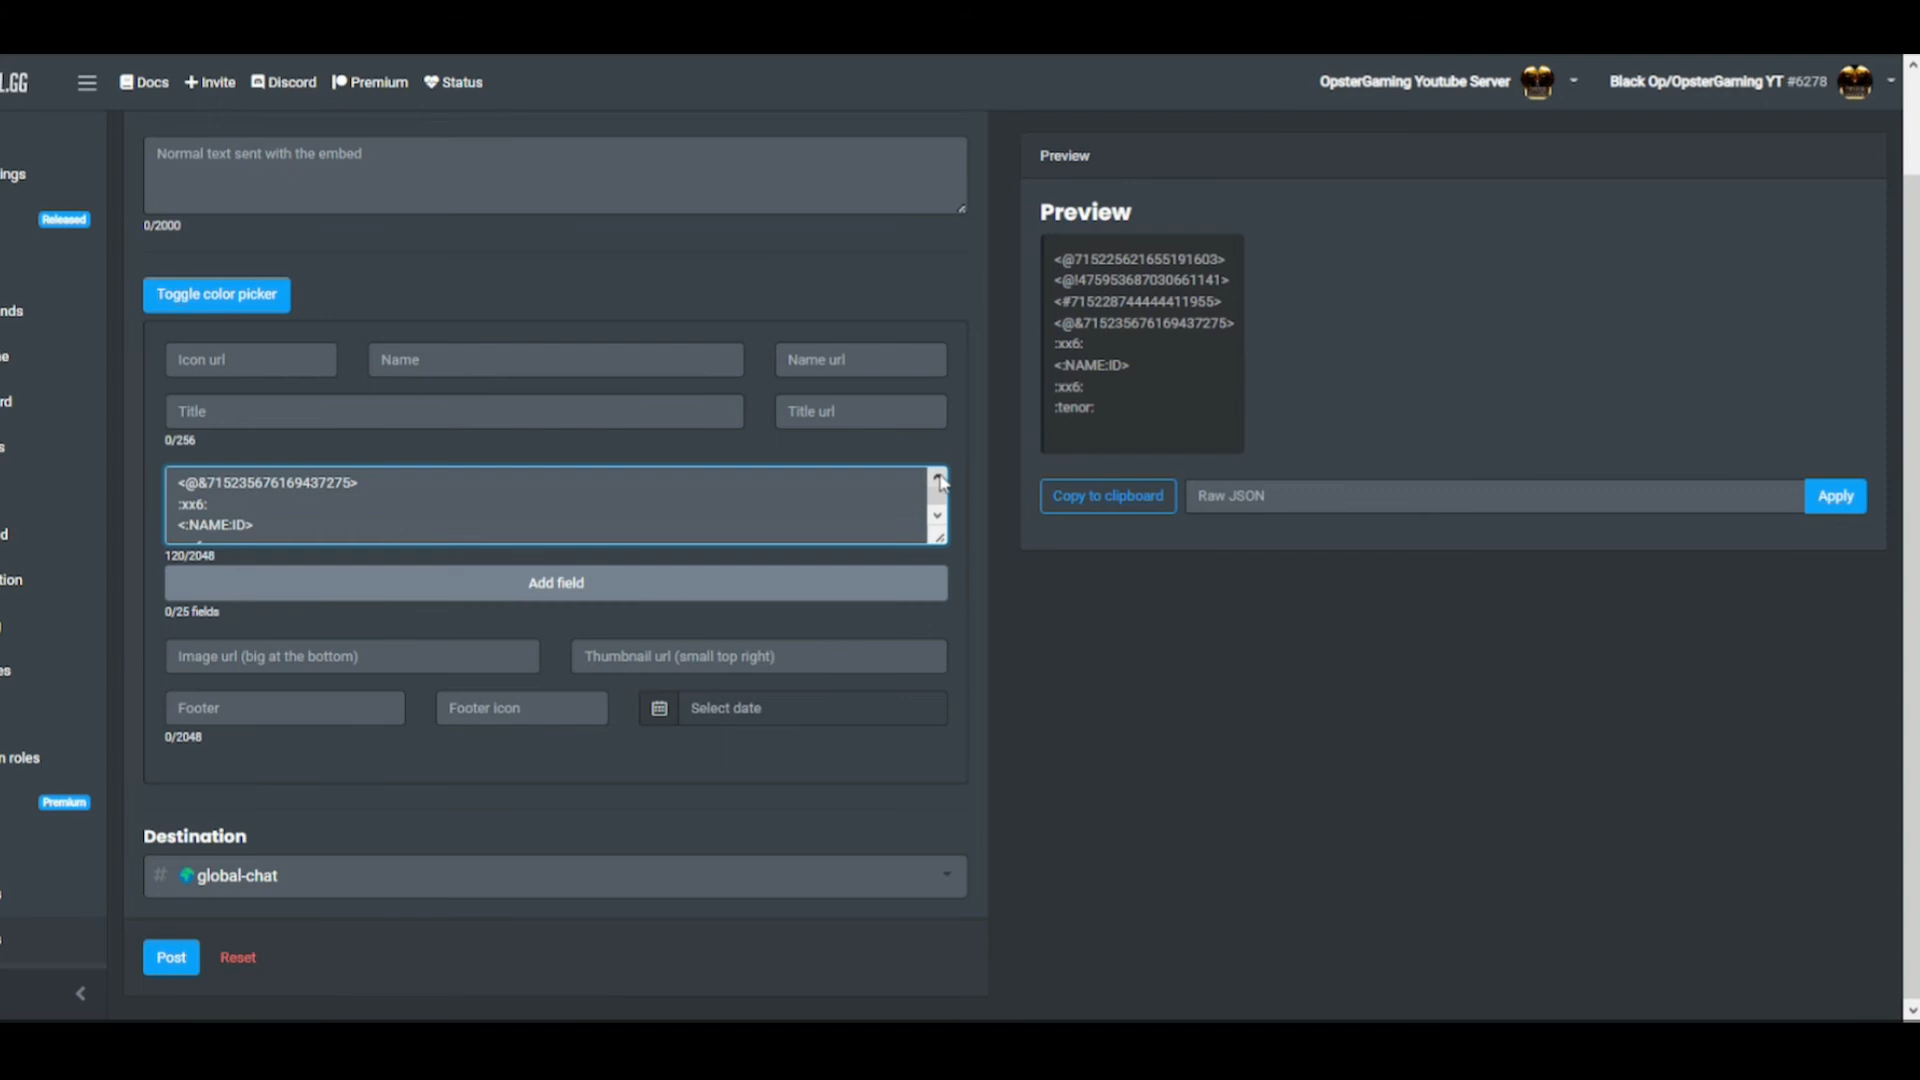 L.GG
Docs
Invite
Discord
Premium
Status
OpsterGaming Youtube Server
Black Op/OpsterGaming YT #6278
ings
Released
nds
e
rd
s
d
tion
es
n roles
Premium
Normal text sent with the embed
0/2000
Toggle color picker
Icon url
Name
Name url
Title
Title url
0/256
<@&715235676169437275>
:xx6:
<:NAME:ID>
120/2048
Add field
0/25 fields
Image url (big at the bottom)
Thumbnail url (small top right)
Footer
Footer icon
Select date
0/2048
Destination
# global-chat
Post
Reset
Preview
Preview
<@715225621655191603>
<@!475953687030661141>
<#715228744444411955>
<@&715235676169437275>
:xx6:
<:NAME:ID>
:xx6:
:tenor:
Copy to clipboard
Raw JSON
Apply